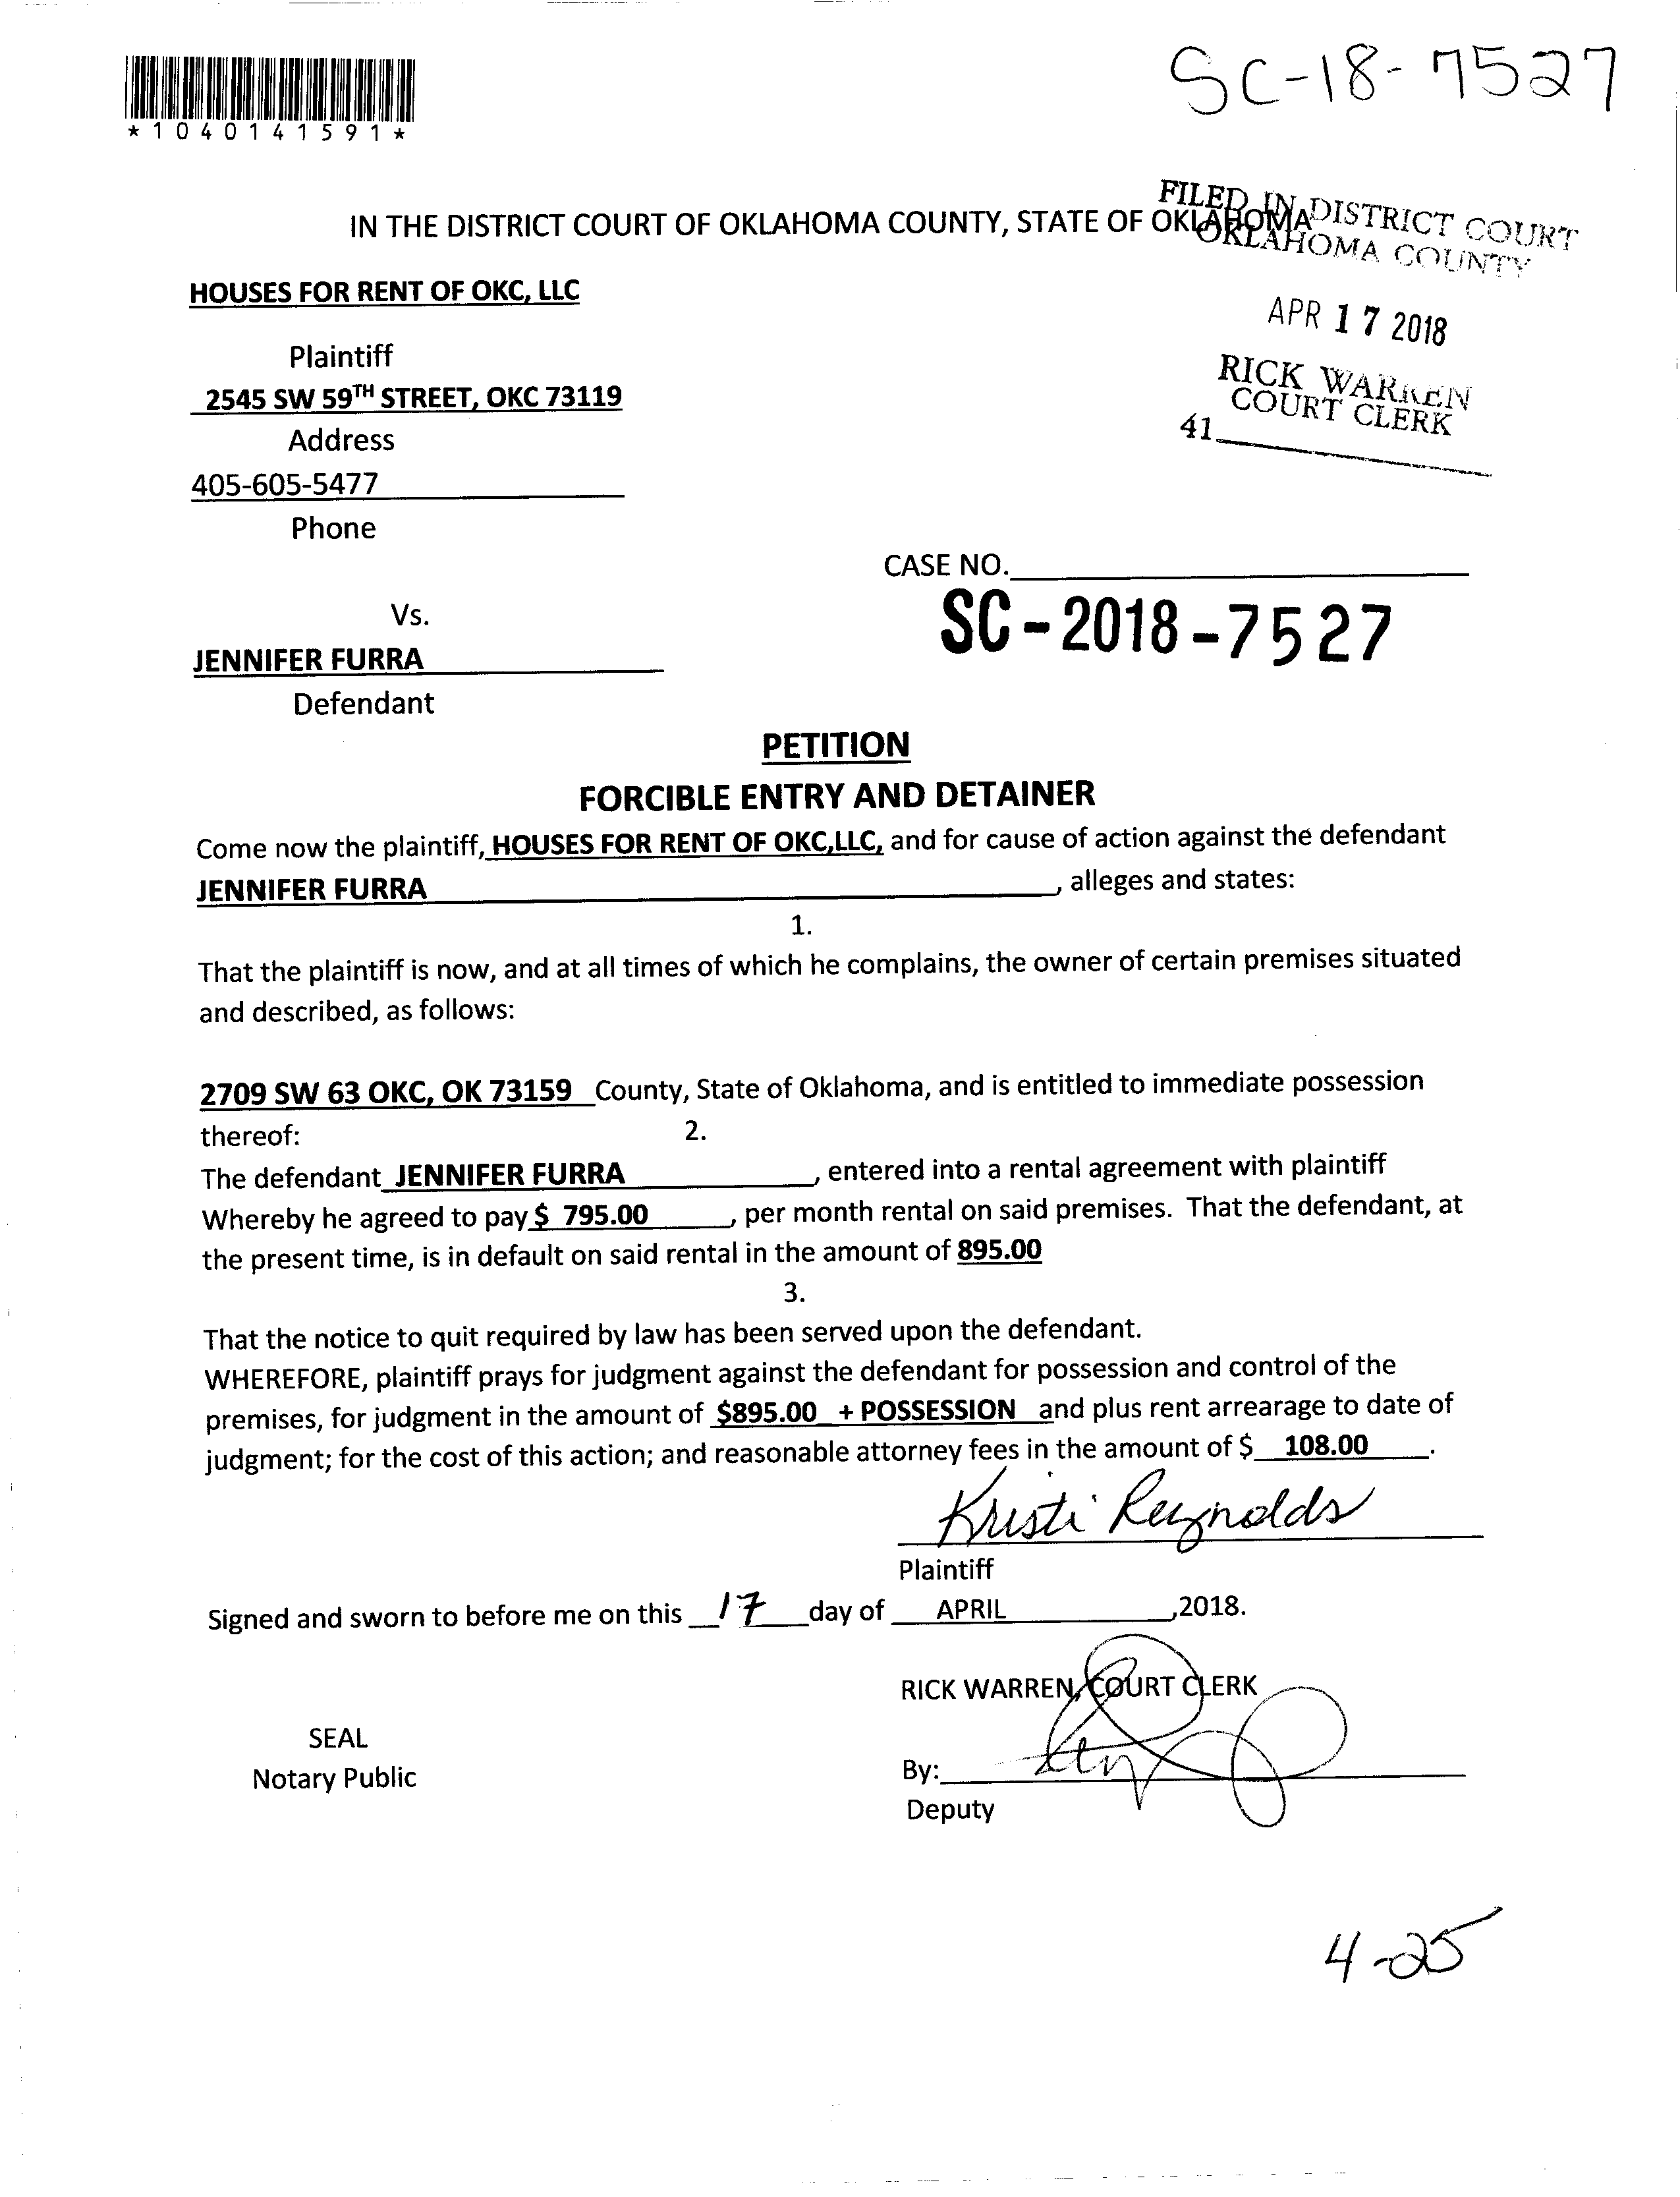 SC-18-7527
*1040141591*
FILED IN DISTRICT COURT
OKLAHOMA COUNTY
IN THE DISTRICT COURT OF OKLAHOMA COUNTY, STATE OF OKLAHOMA
HOUSES FOR RENT OF OKC, LLC
APR 17 2018
Plaintiff
RICK WARREN
COURT CLERK
2545 SW 59TH STREET, OKC 73119
41
Address
405-605-5477
Phone
CASE NO.
SC-2018-7527
Vs.
JENNIFER FURRA
Defendant
PETITION
FORCIBLE ENTRY AND DETAINER
Come now the plaintiff, HOUSES FOR RENT OF OKC,LLC, and for cause of action against the defendant
JENNIFER FURRA, alleges and states:
1.
That the plaintiff is now, and at all times of which he complains, the owner of certain premises situated
and described, as follows:
2709 SW 63 OKC, OK 73159 County, State of Oklahoma, and is entitled to immediate possession
thereof: 2.
The defendant JENNIFER FURRA, entered into a rental agreement with plaintiff
Whereby he agreed to pay $ 795.00, per month rental on said premises. That the defendant, at
the present time, is in default on said rental in the amount of 895.00
3.
That the notice to quit required by law has been served upon the defendant.
WHEREFORE, plaintiff prays for judgment against the defendant for possession and control of the
premises, for judgment in the amount of $895.00 + POSSESSION and plus rent arrearage to date of
judgment; for the cost of this action; and reasonable attorney fees in the amount of $ 108.00.
Kristi Reynolds
Plaintiff
Signed and sworn to before me on this 17 day of APRIL,2018.
RICK WARREN, COURT CLERK
SEAL
Notary Public
By:
Deputy
4-25